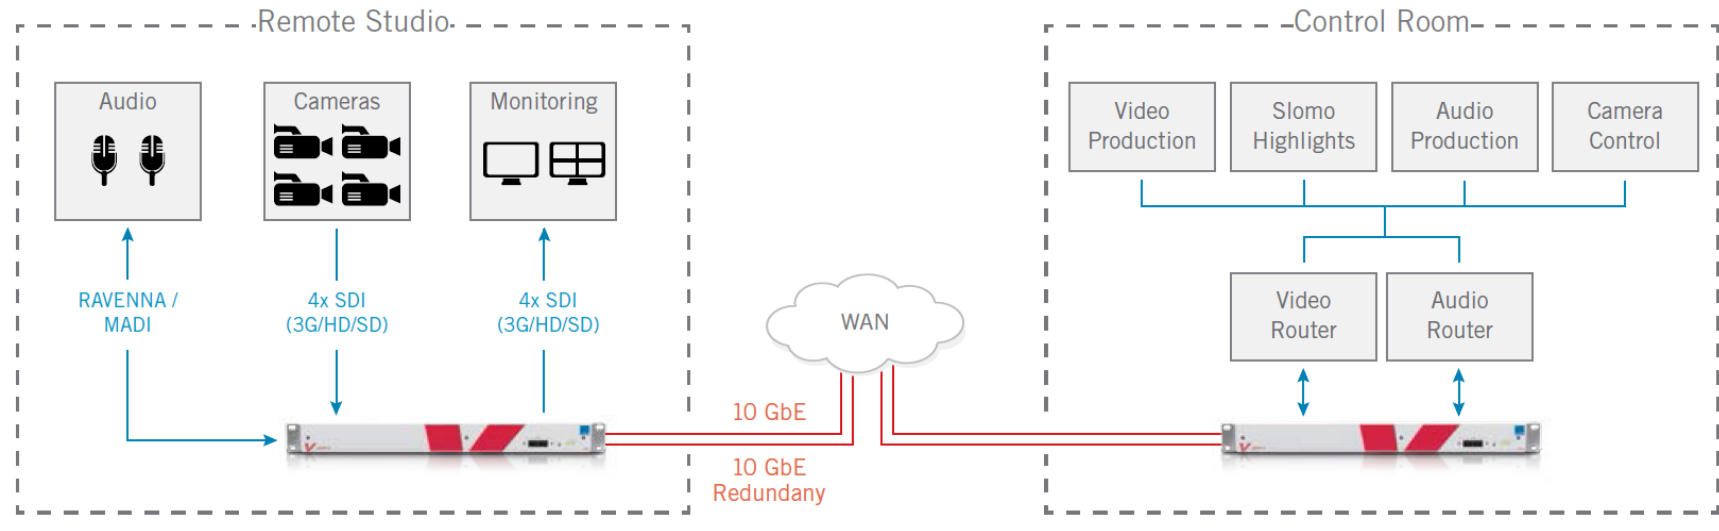 Remote Studio
Control Room
Audio
Cameras
Monitoring
Video
Production
Slomo
Highlights
Audio
Production
Camera
Control
RAVENNA /
MADI
4x SDI
(3G/HD/SD)
4x SDI
(3G/HD/SD)
WAN
Video
Router
Audio
Router
10 GbE
10 GbE
Redundany